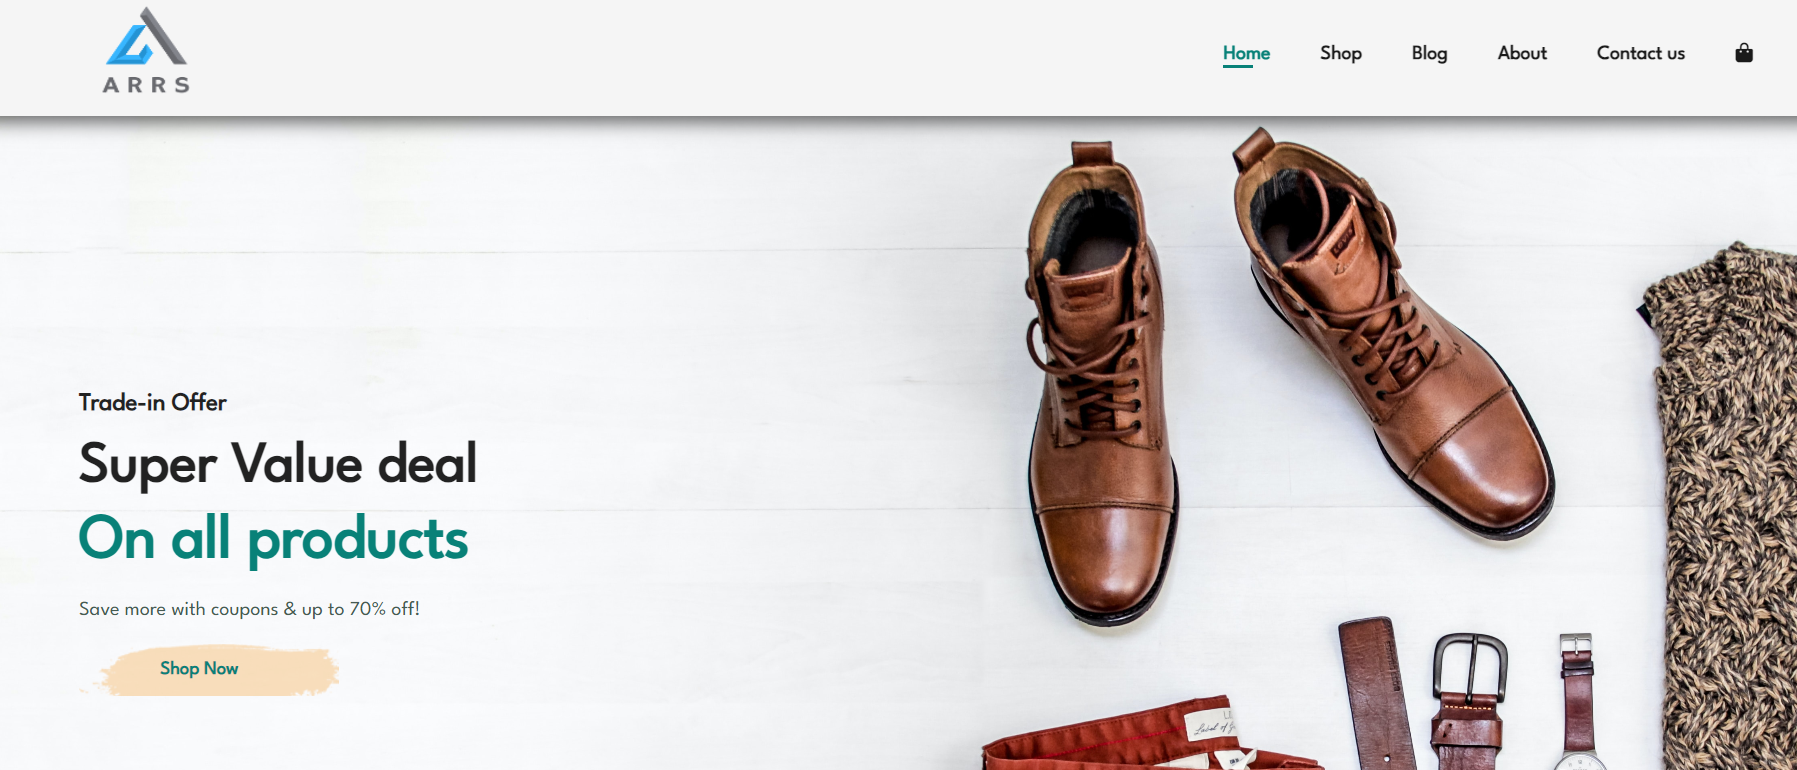 ARRS
Home Shop Blog About Contact us
Trade-in Offer
Super Value deal
On all products
Save more with coupons & up to 70% off!
Shop Now